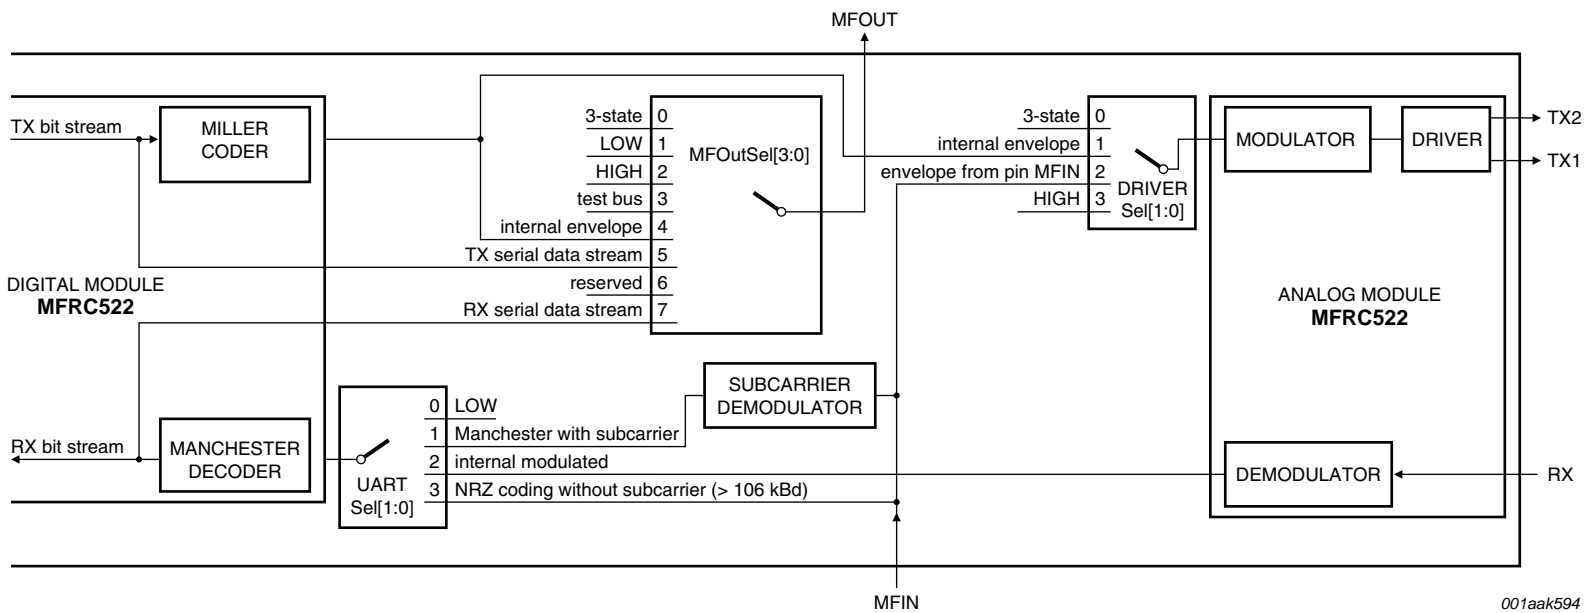 MFOUT
TX bit stream
MILLER
CODER
3-state 0
LOW 1
HIGH 2
test bus 3
internal envelope 4
TX serial data stream 5
reserved 6
RX serial data stream 7
MFOutSel[3:0]
3-state 0
internal envelope 1
envelope from pin MFIN 2
HIGH 3
DRIVER
Sel[1:0]
MODULATOR
DRIVER
TX2
TX1
DIGITAL MODULE
MFRC522
ANALOG MODULE
MFRC522
SUBCARRIER
DEMODULATOR
RX bit stream
MANCHESTER
DECODER
UART
Sel[1:0]
0 LOW
1 Manchester with subcarrier
2 internal modulated
3 NRZ coding without subcarrier (> 106 kBd)
DEMODULATOR
RX
MFIN
001aak594